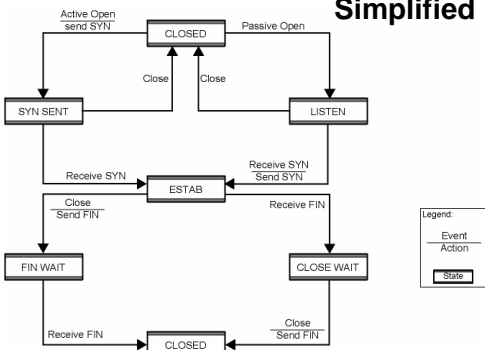 Simplified
Active Open
send SYN
CLOSED
Passive Open
Close
Close
SYN SENT
LISTEN
Receive SYN
Receive SYN
Send SYN
ESTAB
Close
Send FIN
Receive FIN
Legend:
Event
Action
State
FIN WAIT
CLOSE WAIT
Receive FIN
Close
Send FIN
CLOSED